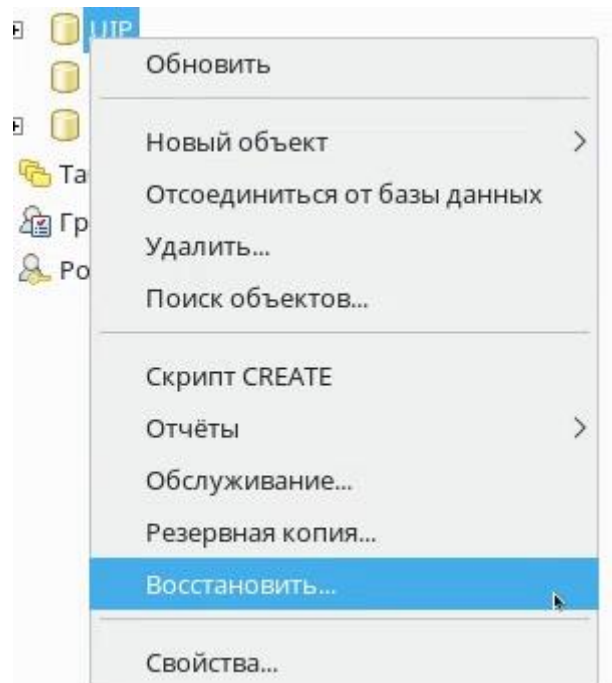 UIP
Обновить
Новый объект
Отсоединиться от базы данных
Удалить...
Поиск объектов...
Скрипт CREATE
Отчёты
Обслуживание...
Резервная копия...
Восстановить...
Свойства...